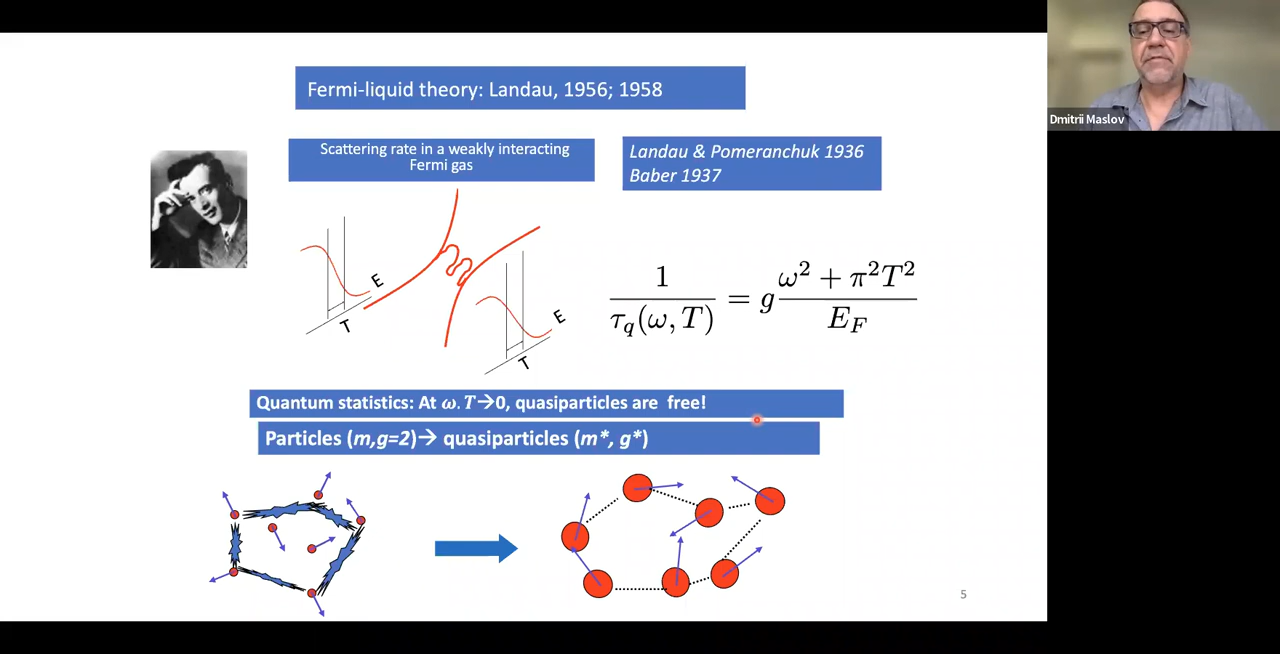 Fermi-liquid theory: Landau, 1956; 1958
Scattering rate in a weakly interacting
Fermi gas
Landau & Pomeranchuk 1936
Baber 1937
E
T
E
T
1/τ_q(ω, T) = g (ω² + π²T²)/E_F
Quantum statistics: At ω.T→0, quasiparticles are free!
Particles (m,g=2)→ quasiparticles (m*, g*)
5
Dmitrii Maslov